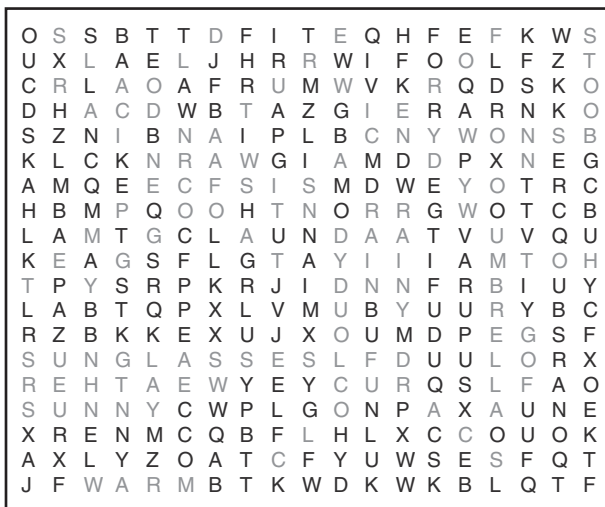 O S S B T T D F I T E Q H F E F K W S
U X L A E L J H R R W I F O O L F Z T
C R L A O A F R U M W V K R Q D S K O
D H A C D W B T A Z G I E R A R N K O
S Z N I B N A I P L B C N Y W O N S B
K L C K N R A W G I A M D D P X N E G
A M Q E E C F S I S M D W E Y O T R C
H B M P Q O O H T N O R R G W O T C B
L A M T G C L A U N D A A T V U V Q U
K E A G S F L G T A Y I I I A M T O H
T P Y S R P K R J I D N N F R B I U Y
L A B T Q P X L V M U B Y U U R Y B C
R Z B K K E X U J X O U M D P E G S F
S U N G L A S S E S L F D U U L O R X
R E H T A E W Y E Y C U R Q S L F A O
S U N N Y C W P L G O N P A X A U N E
X R E N M C Q B F L H L X C C O U O K
A X L Y Z O A T C F Y U W S E S F Q T
J F W A R M B T K W D K W K B L Q T F